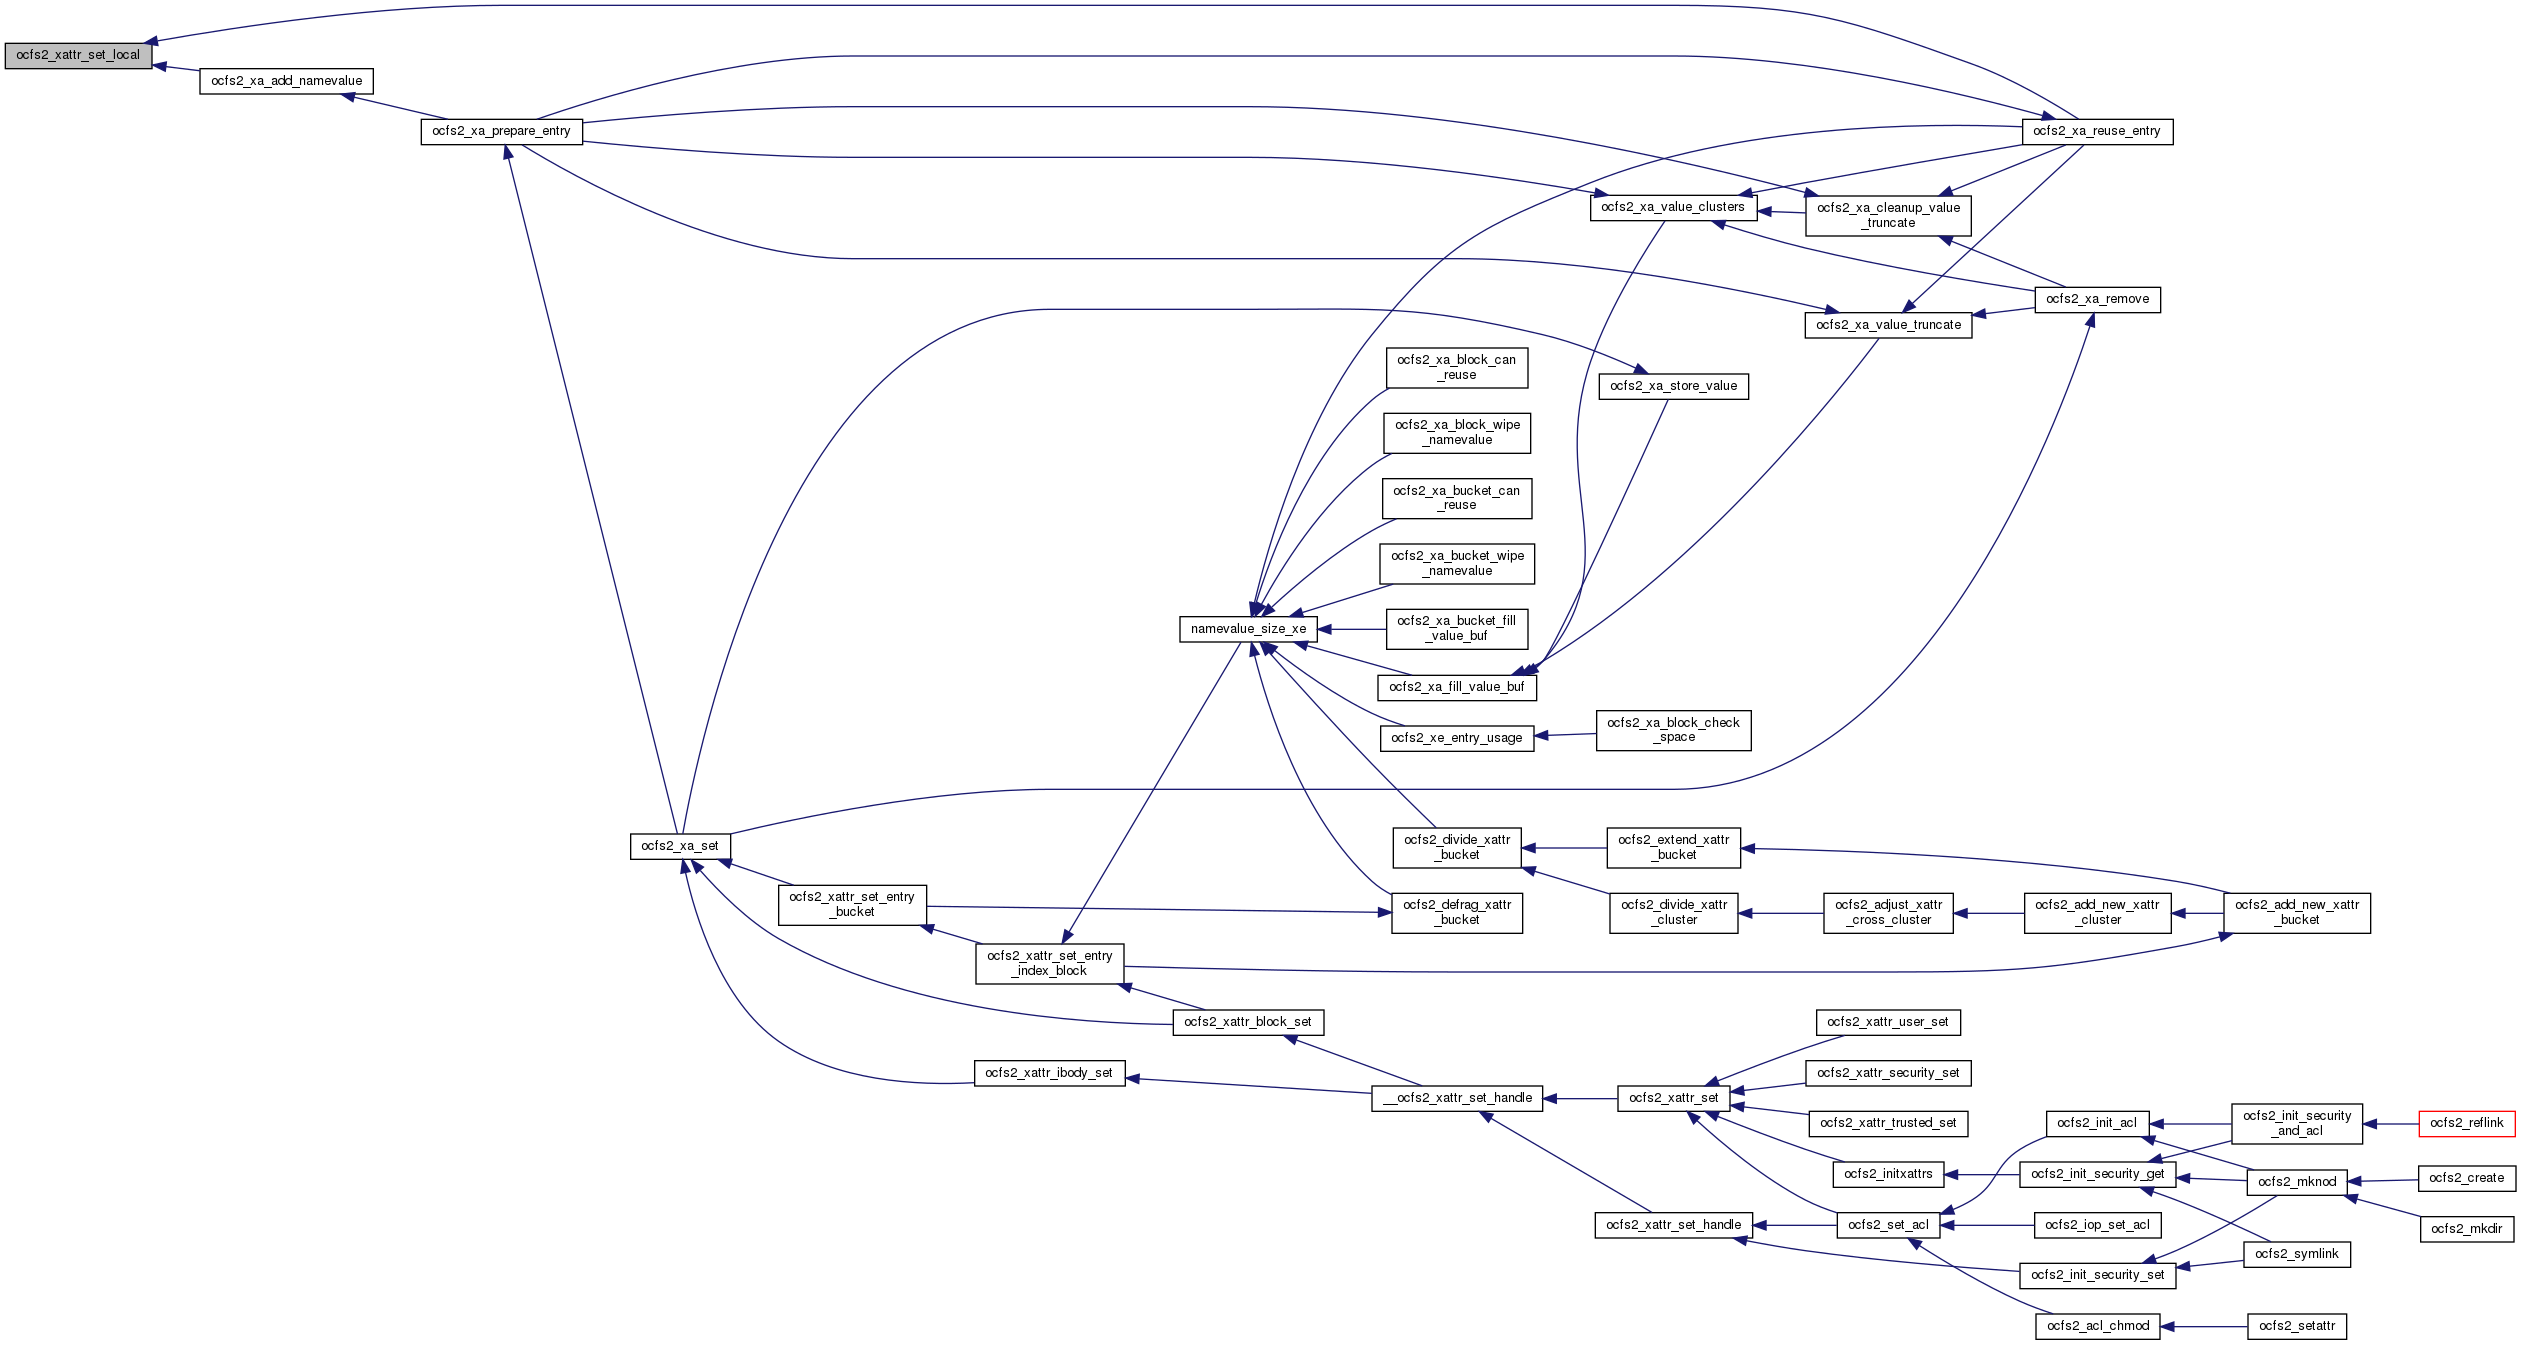 ocfs2_xattr_set_local
ocfs2_xa_add_namevalue
ocfs2_xa_prepare_entry
ocfs2_xa_reuse_entry
ocfs2_xa_value_clusters
ocfs2_xa_cleanup_value
_truncate
ocfs2_xa_remove
ocfs2_xa_value_truncate
ocfs2_xa_block_can
_reuse
ocfs2_xa_store_value
ocfs2_xa_block_wipe
_namevalue
ocfs2_xa_bucket_can
_reuse
ocfs2_xa_bucket_wipe
_namevalue
namevalue_size_xe
ocfs2_xa_bucket_fill
_value_buf
ocfs2_xa_fill_value_buf
ocfs2_xe_entry_usage
ocfs2_xa_block_check
_space
ocfs2_xa_set
ocfs2_divide_xattr
_bucket
ocfs2_extend_xattr
_bucket
ocfs2_xattr_set_entry
_bucket
ocfs2_defrag_xattr
_bucket
ocfs2_divide_xattr
_cluster
ocfs2_adjust_xattr
_cross_cluster
ocfs2_add_new_xattr
_cluster
ocfs2_add_new_xattr
_bucket
ocfs2_xattr_set_entry
_index_block
ocfs2_xattr_block_set
ocfs2_xattr_user_set
ocfs2_xattr_ibody_set
ocfs2_xattr_security_set
__ocfs2_xattr_set_handle
ocfs2_xattr_set
ocfs2_xattr_trusted_set
ocfs2_init_acl
ocfs2_init_security
_and_acl
ocfs2_reflink
ocfs2_initxattrs
ocfs2_init_security_get
ocfs2_mknod
ocfs2_create
ocfs2_xattr_set_handle
ocfs2_set_acl
ocfs2_iop_set_acl
ocfs2_mkdir
ocfs2_symlink
ocfs2_init_security_set
ocfs2_acl_chmod
ocfs2_setattr